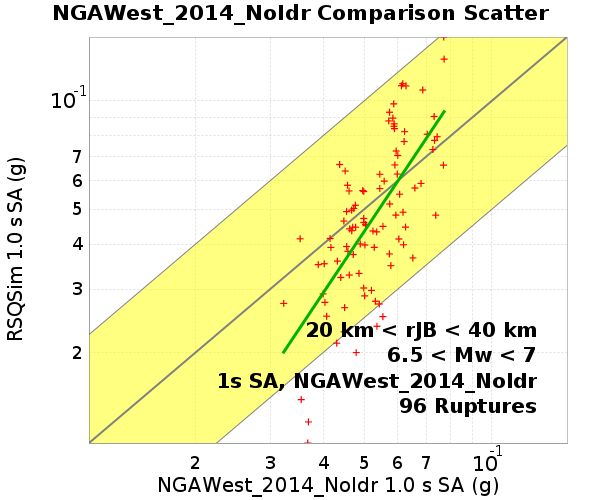 NGAWest_2014_NoIdr Comparison Scatter
RSQSim 1.0 s SA (g)
10-1
7
6
5
4
3
2
20 km < rJB < 40 km
6.5 < Mw < 7
1s SA, NGAWest_2014_NoIdr
96 Ruptures
2 3 4 5 6 7 10-1
NGAWest_2014_NoIdr 1.0 s SA (g)